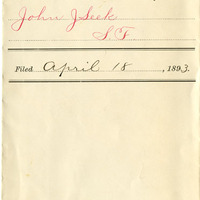 John J Seek
S F
Filed April 18, 1893.